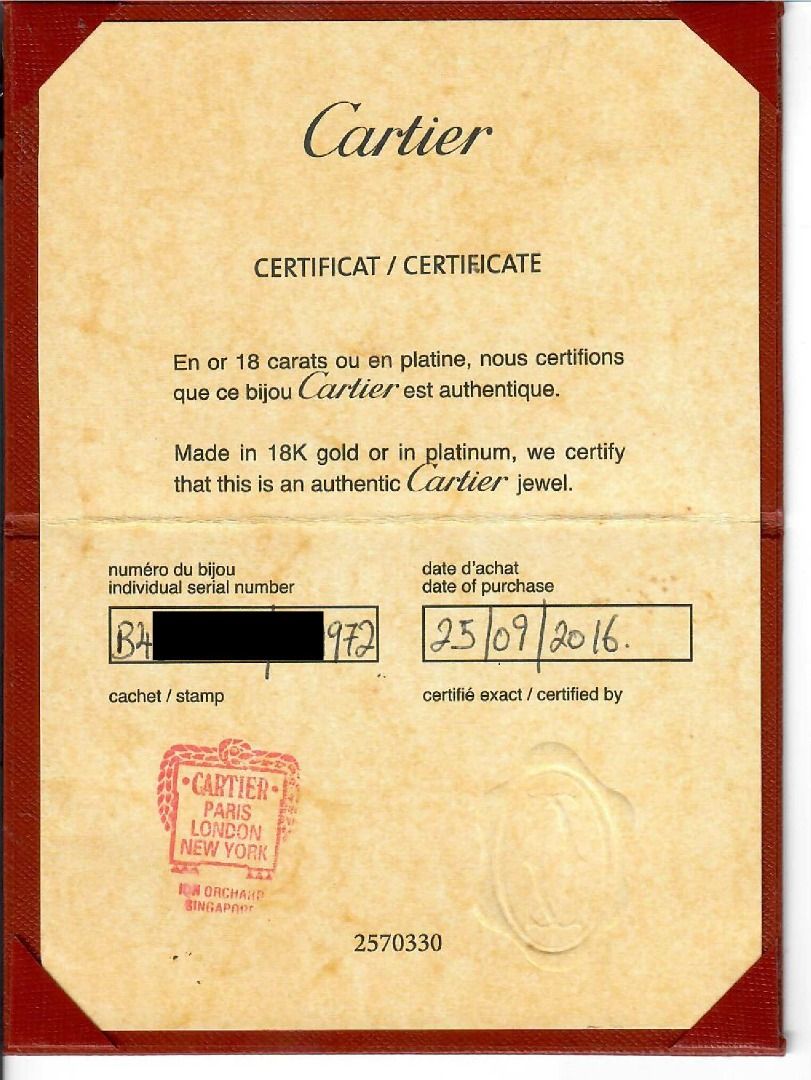 Cartier
CERTIFICAT / CERTIFICATE
En or 18 carats ou en platine, nous certifions
que ce bijou Cartier est authentique.
Made in 18K gold or in platinum, we certify
that this is an authentic Cartier jewel.
numéro du bijou
individual serial number
B4 972
date d'achat
date of purchase
25/09/2016.
cachet / stamp
certifié exact / certified by
·CARTIER·
PARIS
LONDON
NEW YORK
ION ORCHARD
SINGAPORE
2570330